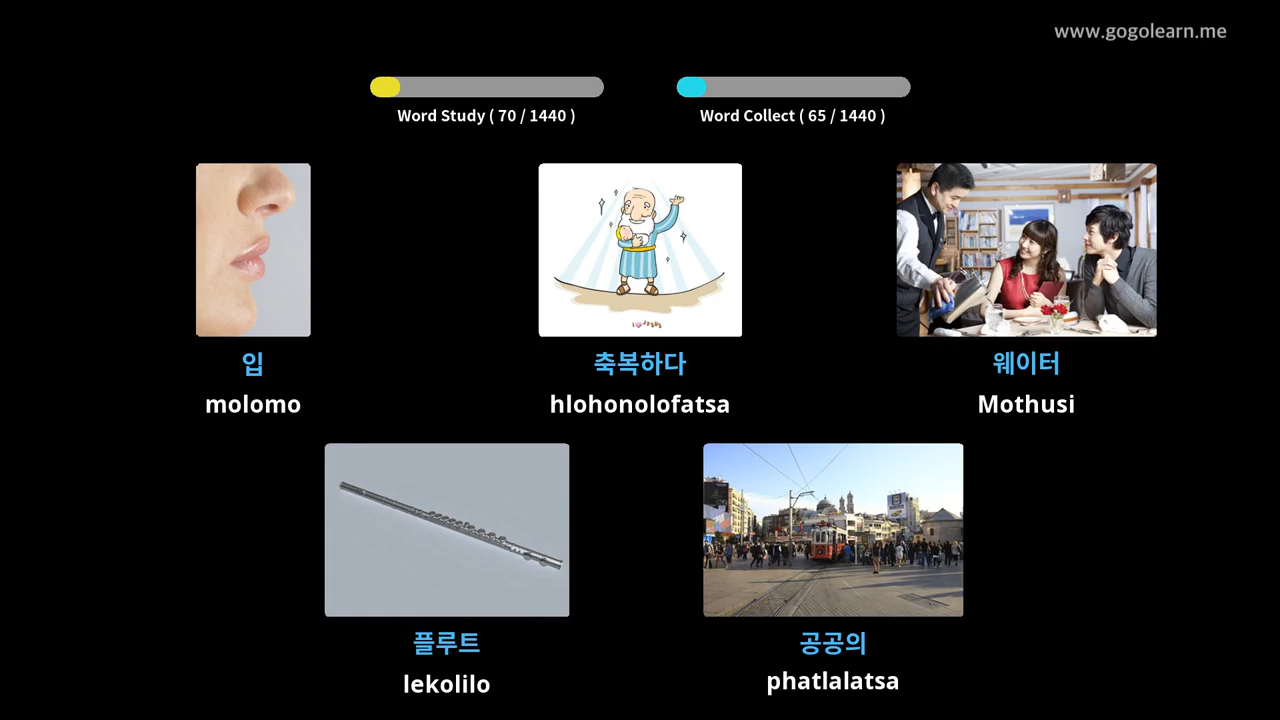 www.gogolearn.me
Word Study ( 70 / 1440 )
Word Collect ( 65 / 1440 )
I ♥ JESUS
입
축복하다
웨이터
molomo
hlohonolofatsa
Mothusi
플루트
공공의
lekolilo
phatlalatsa